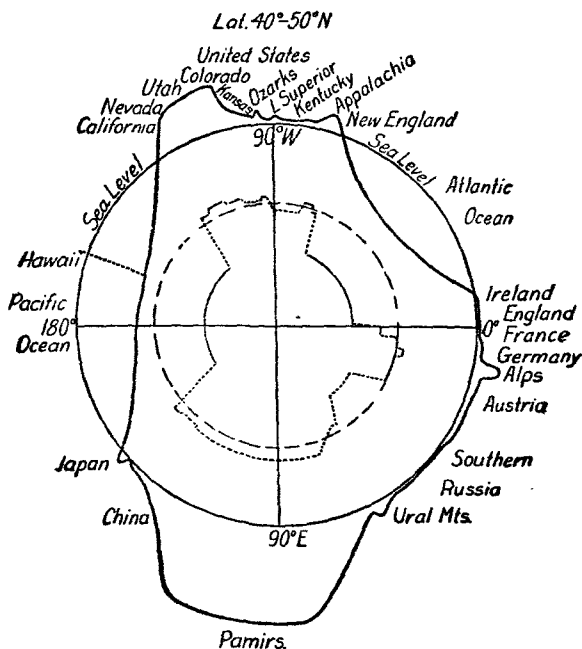 Lat. 40°-50°N
United States
Colorado
Utah
Nevada
California
Kansas
Ozarks
L. Superior
Kentucky
Appalachia
New England
90°W
Sea Level
Sea Level
Atlantic
Ocean
Hawaii
Pacific
180°
Ocean
Ireland
England
0°
France
Germany
Alps
Austria
Japan
Southern
Russia
China
Ural Mts.
90°E
Pamirs.